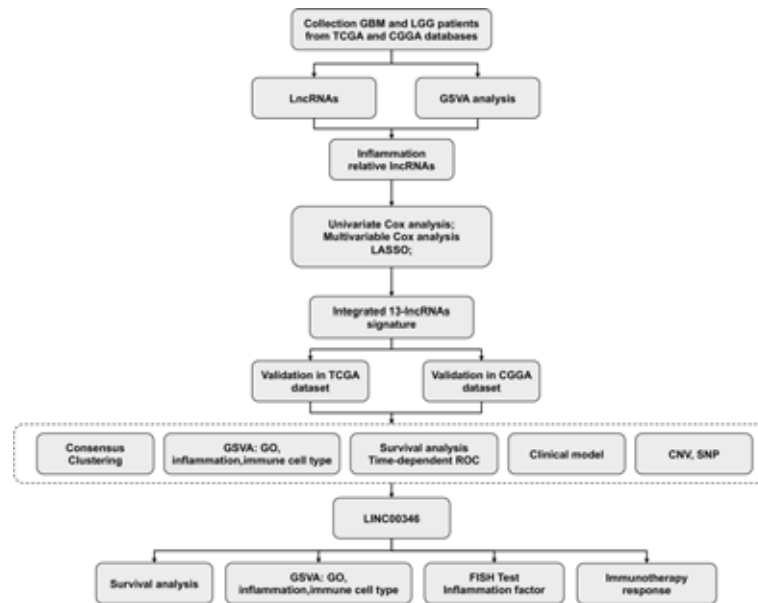 Collection GBM and LGG patients
from TCGA and CGGA databases
LncRNAs
GSVA analysis
Inflammation
relative lncRNAs
Univariate Cox analysis;
Multivariable Cox analysis
LASSO;
Integrated 13-lncRNAs
signature
Validation in TCGA
dataset
Validation in CGGA
dataset
Consensus
Clustering
GSVA: GO,
inflammation,immune cell type
Survival analysis
Time-dependent ROC
Clinical model
CNV, SNP
LINC00346
Survival analysis
GSVA: GO,
inflammation,immune cell type
FISH Test
Inflammation factor
Immunotherapy
response